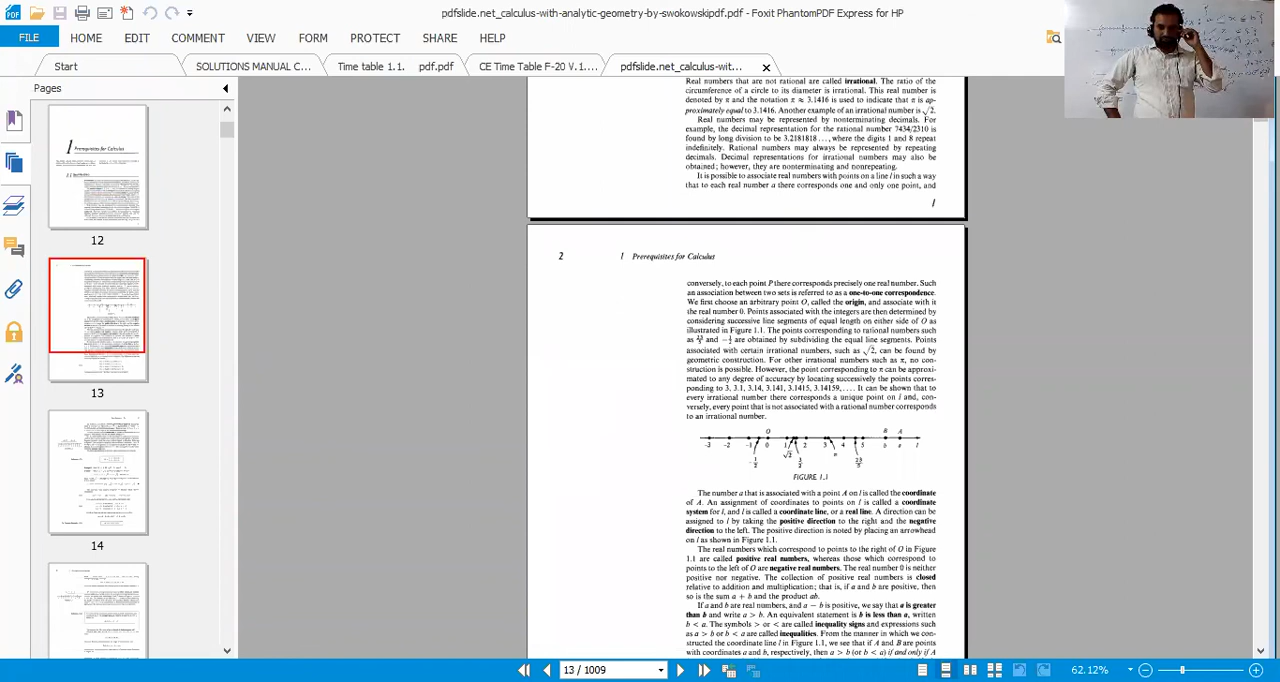 pdfslide.net_calculus-with-analytic-geometry-by-swokowskipdf.pdf - Foxit PhantomPDF Express for HP
FILE HOME EDIT COMMENT VIEW FORM PROTECT SHARE HELP
Start SOLUTIONS MANUAL C... Time table 1.1. pdf.pdf CE Time Table F-20 V.1.... pdfslide.net_calculus-wit...
Pages
1 Prerequisites for Calculus
12
13
14
Real numbers that are not rational are called irrational. The ratio of the
circumference of a circle to its diameter is irrational. This real number is
denoted by π and the notation π ≈ 3.1416 is used to indicate that π is ap-
proximately equal to 3.1416. Another example of an irrational number is √2.
Real numbers may be represented by nonterminating decimals. For
example, the decimal representation for the rational number 7434/2310 is
found by long division to be 3.2181818 . . . , where the digits 1 and 8 repeat
indefinitely. Rational numbers may always be represented by repeating
decimals. Decimal representations for irrational numbers may also be
obtained; however, they are nonterminating and nonrepeating.
It is possible to associate real numbers with points on a line l in such a way
that to each real number a there corresponds one and only one point, and
1
2 1 Prerequisites for Calculus
conversely, to each point P there corresponds precisely one real number. Such
an association between two sets is referred to as a one-to-one correspondence.
We first choose an arbitrary point O, called the origin, and associate with it
the real number 0. Points associated with the integers are then determined by
considering successive line segments of equal length on either side of O as
illustrated in Figure 1.1. The points corresponding to rational numbers such
as 23/5 and -1/2 are obtained by subdividing the equal line segments. Points
associated with certain irrational numbers, such as √2, can be found by
geometric construction. For other irrational numbers such as π, no con-
struction is possible. However, the point corresponding to π can be approxi-
mated to any degree of accuracy by locating successively the points corres-
ponding to 3, 3.1, 3.14, 3.141, 3.1415, 3.14159, . . . . It can be shown that to
every irrational number there corresponds a unique point on l and, con-
versely, every point that is not associated with a rational number corresponds
to an irrational number.
O B A
-3 -2 -1 0 1 2 3 4 5 b a l
-1/2 √2 3/2 π 23/5
FIGURE 1.1
The number a that is associated with a point A on l is called the coordinate
of A. An assignment of coordinates to points on l is called a coordinate
system for l, and l is called a coordinate line, or a real line. A direction can be
assigned to l by taking the positive direction to the right and the negative
direction to the left. The positive direction is noted by placing an arrowhead
on l as shown in Figure 1.1.
The real numbers which correspond to points to the right of O in Figure
1.1 are called positive real numbers, whereas those which correspond to
points to the left of O are negative real numbers. The real number 0 is neither
positive nor negative. The collection of positive real numbers is closed
relative to addition and multiplication; that is, if a and b are positive, then
so is the sum a + b and the product ab.
If a and b are real numbers, and a − b is positive, we say that a is greater
than b and write a > b. An equivalent statement is b is less than a, written
b < a. The symbols > or < are called inequality signs and expressions such
as a > b or b < a are called inequalities. From the manner in which we con-
structed the coordinate line l in Figure 1.1, we see that if A and B are points
with coordinates a and b, respectively, then a > b (or b < a) if and only if A
13 / 1009
62.12%